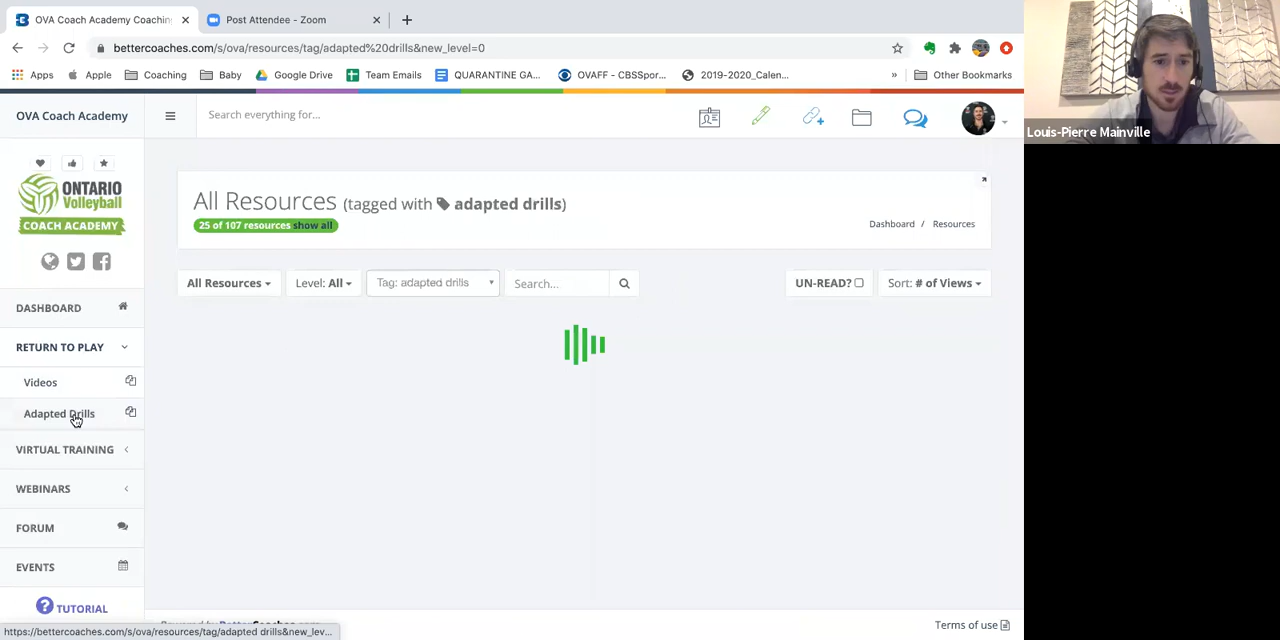 OVA Coach Academy Coaching
Post Attendee - Zoom
bettercoaches.com/s/ova/resources/tag/adapted%20drills&new_level=0
Apps
Apple
Coaching
Baby
Google Drive
Team Emails
QUARANTINE GA...
OVAFF - CBSSpor...
2019-2020_Calen...
»
Other Bookmarks
OVA Coach Academy
Search everything for...
Louis-Pierre Mainville
ONTARIO
Volleyball
COACH ACADEMY
All Resources (tagged with adapted drills)
25 of 107 resources show all
Dashboard / Resources
All Resources
Level: All
Tag: adapted drills
Search...
UN-READ?
Sort: # of Views
DASHBOARD
RETURN TO PLAY
Videos
Adapted Drills
VIRTUAL TRAINING
WEBINARS
FORUM
EVENTS
TUTORIAL
Terms of use
https://bettercoaches.com/s/ova/resources/tag/adapted drills&new_lev...